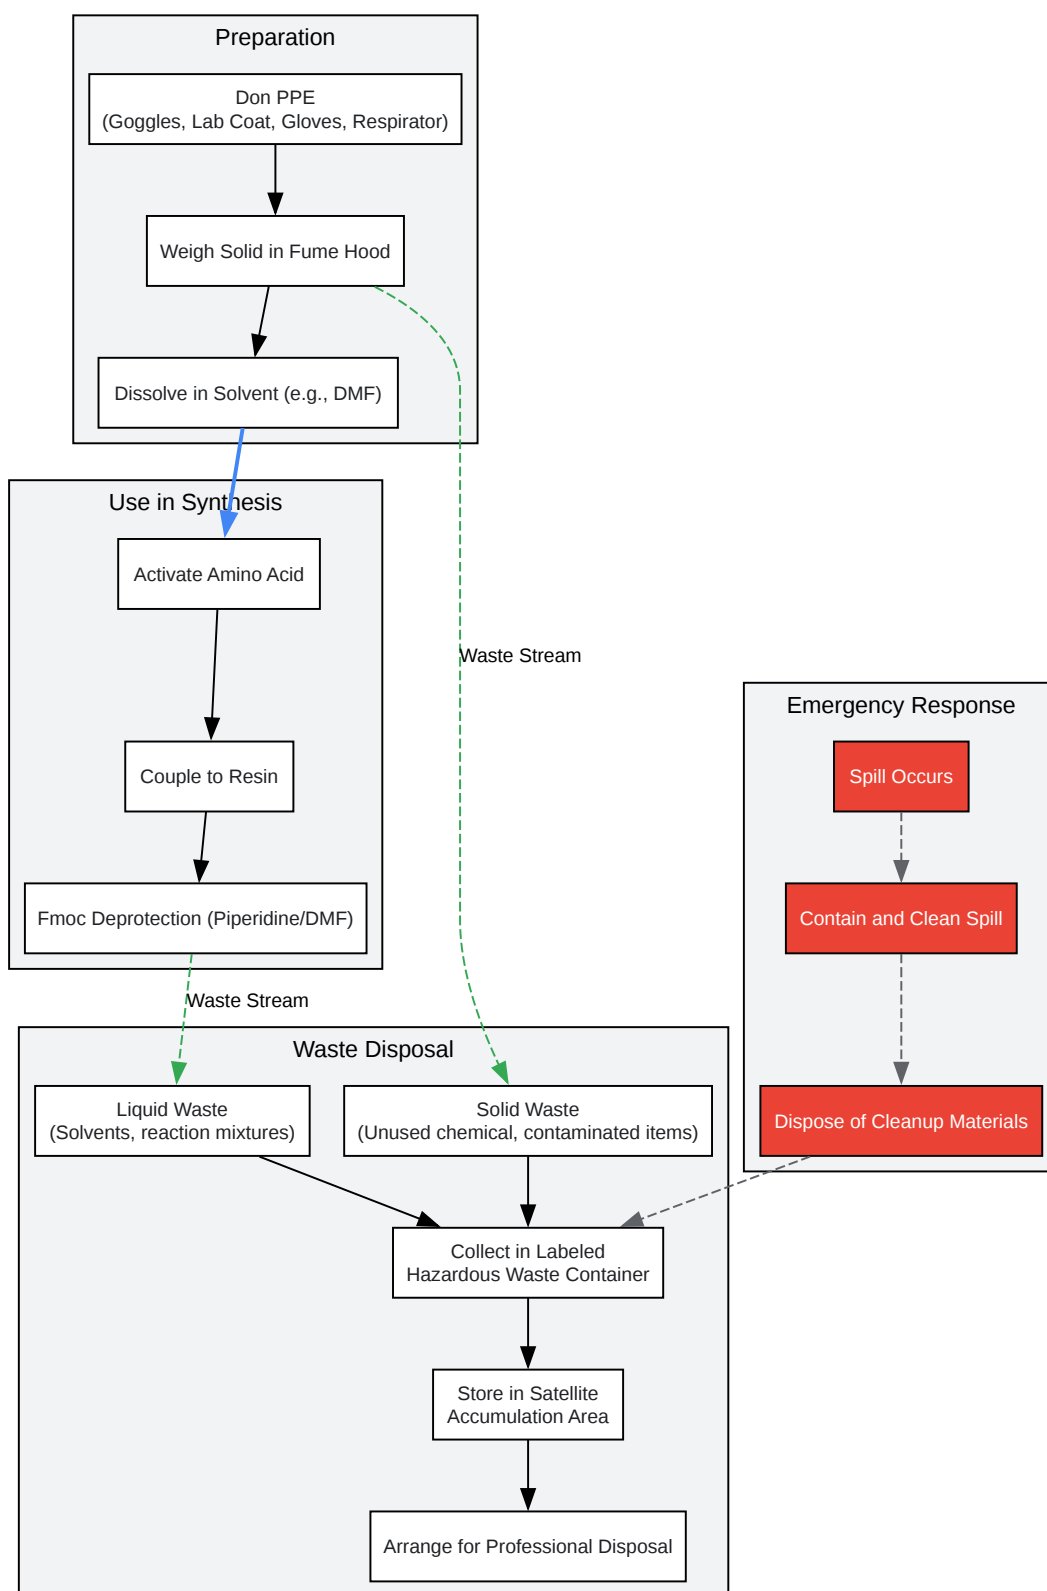 Preparation
Don PPE
(Goggles, Lab Coat, Gloves, Respirator)
Weigh Solid in Fume Hood
Dissolve in Solvent (e.g., DMF)
Use in Synthesis
Activate Amino Acid
Waste Stream
Couple to Resin
Fmoc Deprotection (Piperidine/DMF)
Waste Stream
Emergency Response
Spill Occurs
Contain and Clean Spill
Dispose of Cleanup Materials
Waste Disposal
Liquid Waste
(Solvents, reaction mixtures)
Solid Waste
(Unused chemical, contaminated items)
Collect in Labeled
Hazardous Waste Container
Store in Satellite
Accumulation Area
Arrange for Professional Disposal